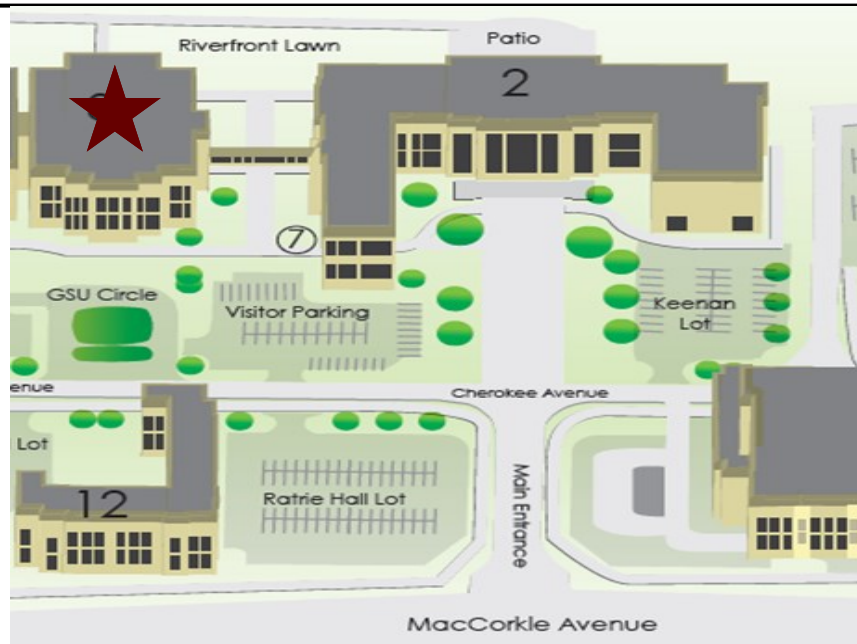 Riverfront Lawn
Patio
2
7
GSU Circle
Visitor Parking
Keenan
Lot
enue
Cherokee Avenue
Lot
12
Ratrie Hall Lot
Main Entrance
MacCorkle Avenue